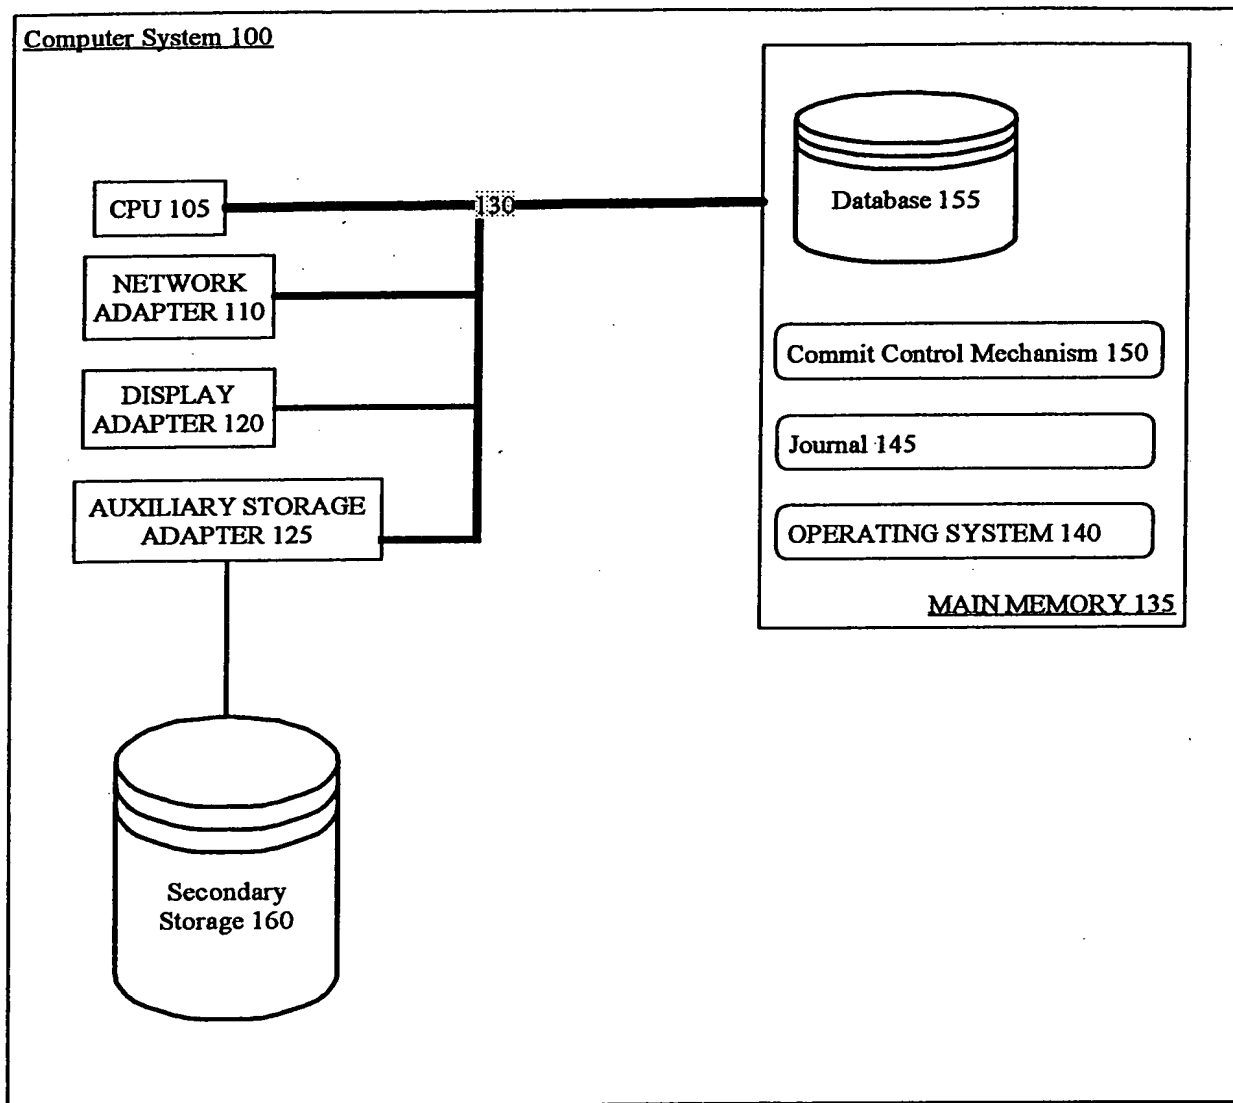 Computer System 100
CPU 105
130
NETWORK
ADAPTER 110
DISPLAY
ADAPTER 120
AUXILIARY STORAGE
ADAPTER 125
Secondary
Storage 160
Database 155
Commit Control Mechanism 150
Journal 145
OPERATING SYSTEM 140
MAIN MEMORY 135